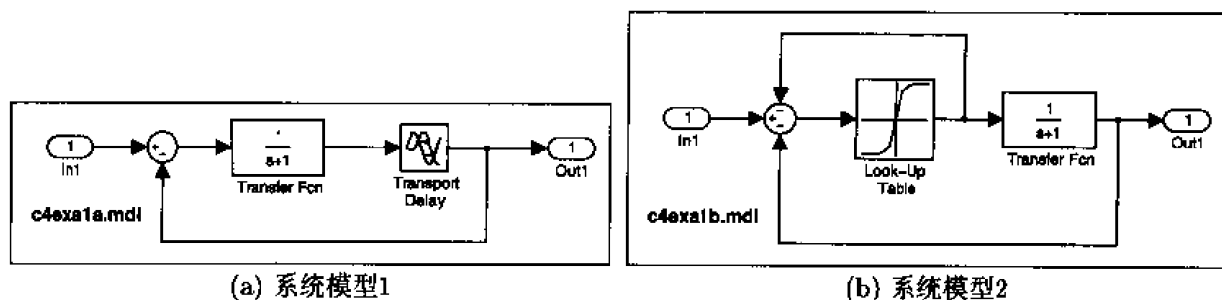 1
In1
s+1
Transfer Fcn
Transport
Delay
1
Out1
c4exa1a.mdl
(a) 系统模型1
1
In1
Look-Up
Table
1
s+1
Transfer Fcn
1
Out1
c4exa1b.mdl
(b) 系统模型2